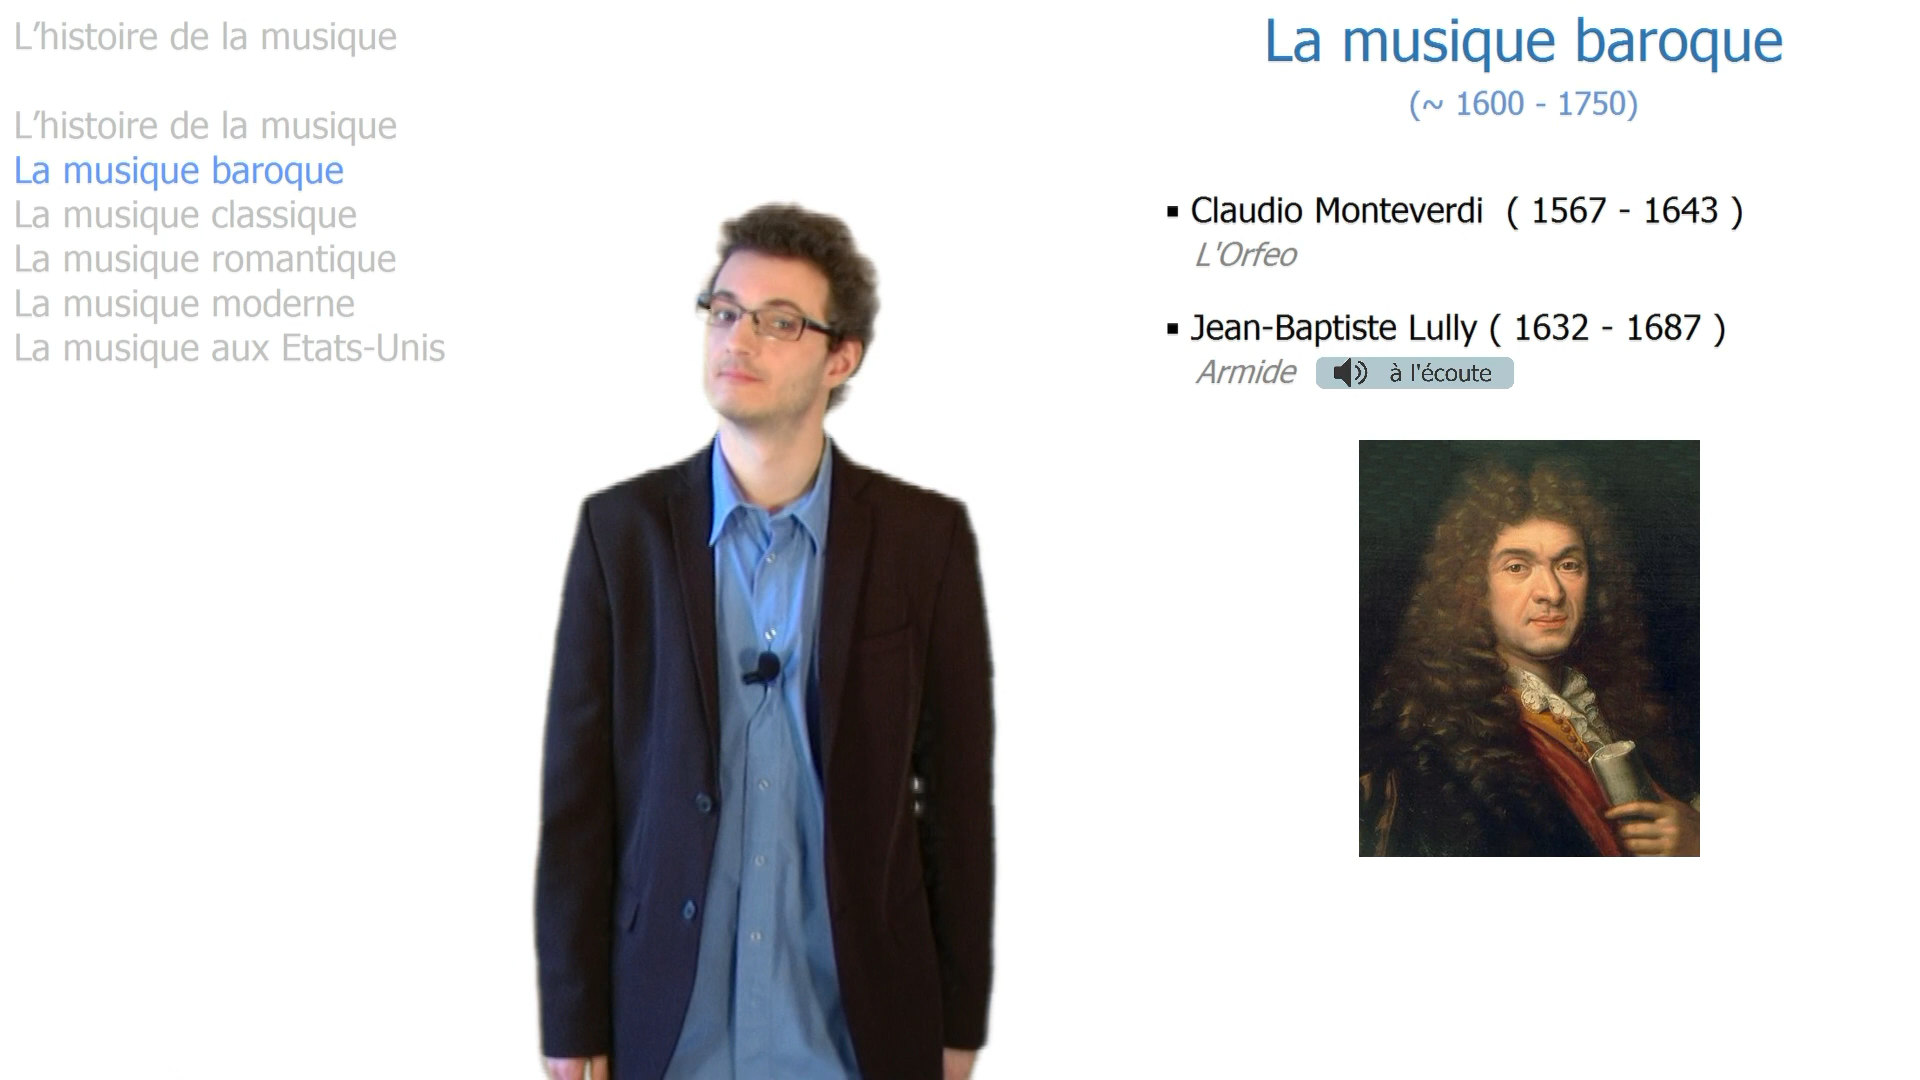 L’histoire de la musique
L’histoire de la musique
La musique baroque
La musique classique
La musique romantique
La musique moderne
La musique aux Etats-Unis
La musique baroque
(~ 1600 - 1750)
▪ Claudio Monteverdi ( 1567 - 1643 )
L'Orfeo
▪ Jean-Baptiste Lully ( 1632 - 1687 )
Armide à l'écoute